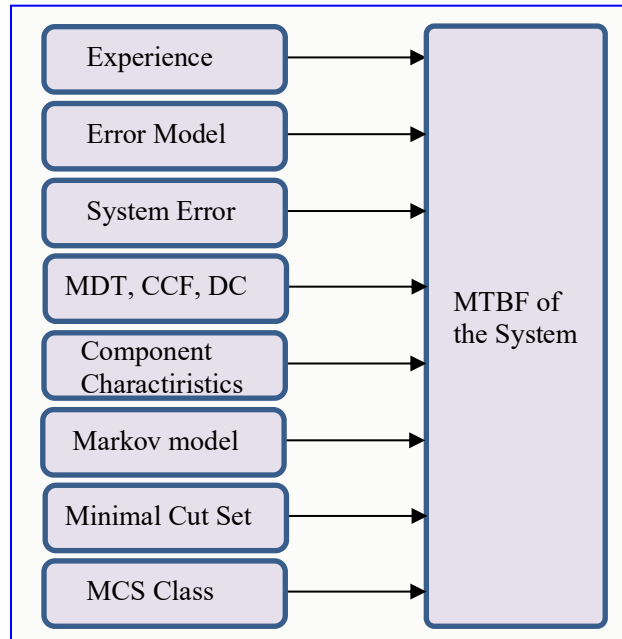 Experience
Error Model
System Error
MDT, CCF, DC
Component
Charactiristics
Markov model
Minimal Cut Set
MCS Class
MTBF of
the System